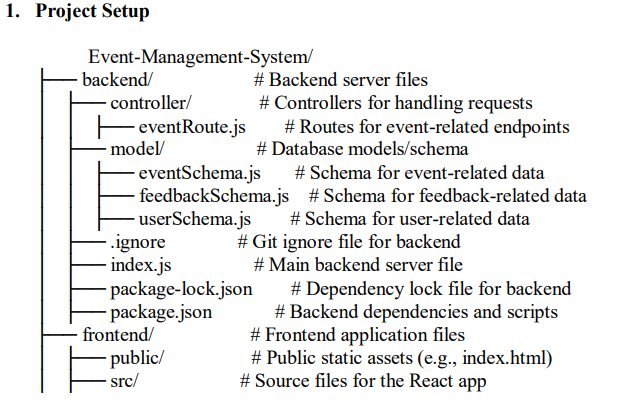 1. Project Setup
Event-Management-System/
├── backend/ # Backend server files
│ ├── controller/ # Controllers for handling requests
│ │ ├── eventRoute.js # Routes for event-related endpoints
│ ├── model/ # Database models/schema
│ │ ├── eventSchema.js # Schema for event-related data
│ │ ├── feedbackSchema.js # Schema for feedback-related data
│ │ ├── userSchema.js # Schema for user-related data
│ ├── .ignore # Git ignore file for backend
│ ├── index.js # Main backend server file
│ ├── package-lock.json # Dependency lock file for backend
│ ├── package.json # Backend dependencies and scripts
├── frontend/ # Frontend application files
│ ├── public/ # Public static assets (e.g., index.html)
│ ├── src/ # Source files for the React app